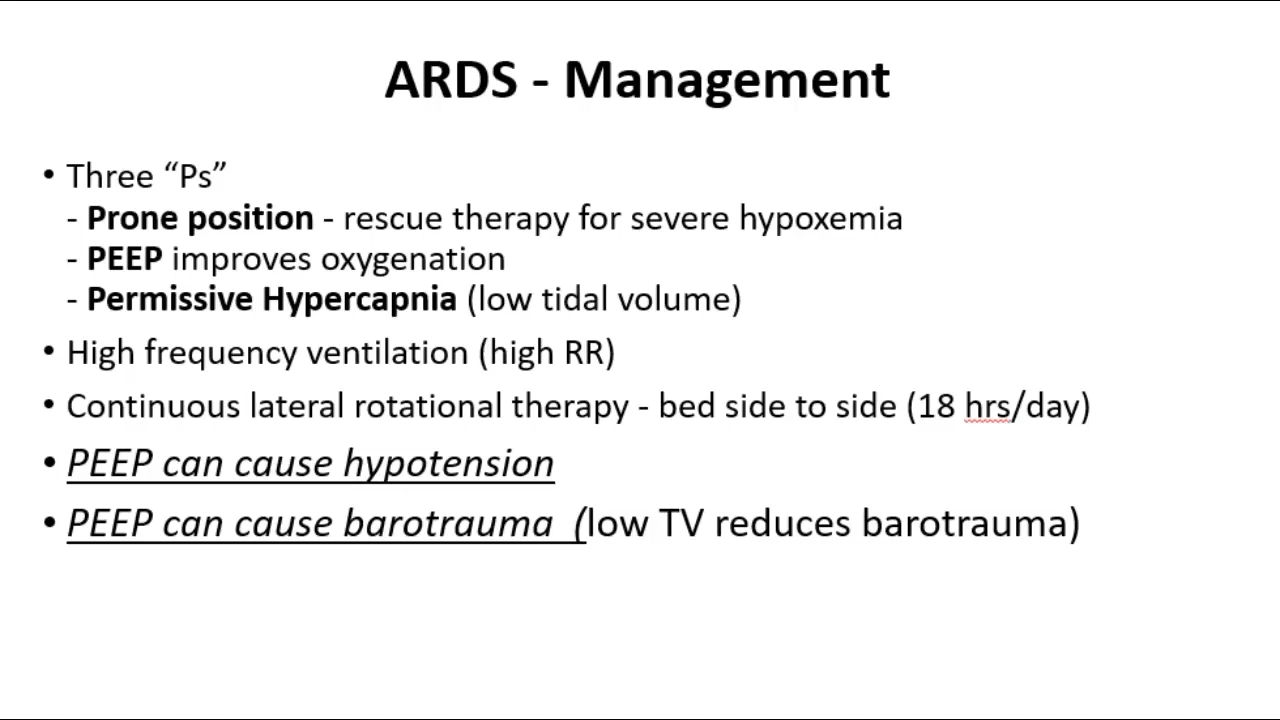 ARDS - Management
• Three “Ps”
- Prone position - rescue therapy for severe hypoxemia
- PEEP improves oxygenation
- Permissive Hypercapnia (low tidal volume)
• High frequency ventilation (high RR)
• Continuous lateral rotational therapy - bed side to side (18 hrs/day)
• PEEP can cause hypotension
• PEEP can cause barotrauma  (low TV reduces barotrauma)